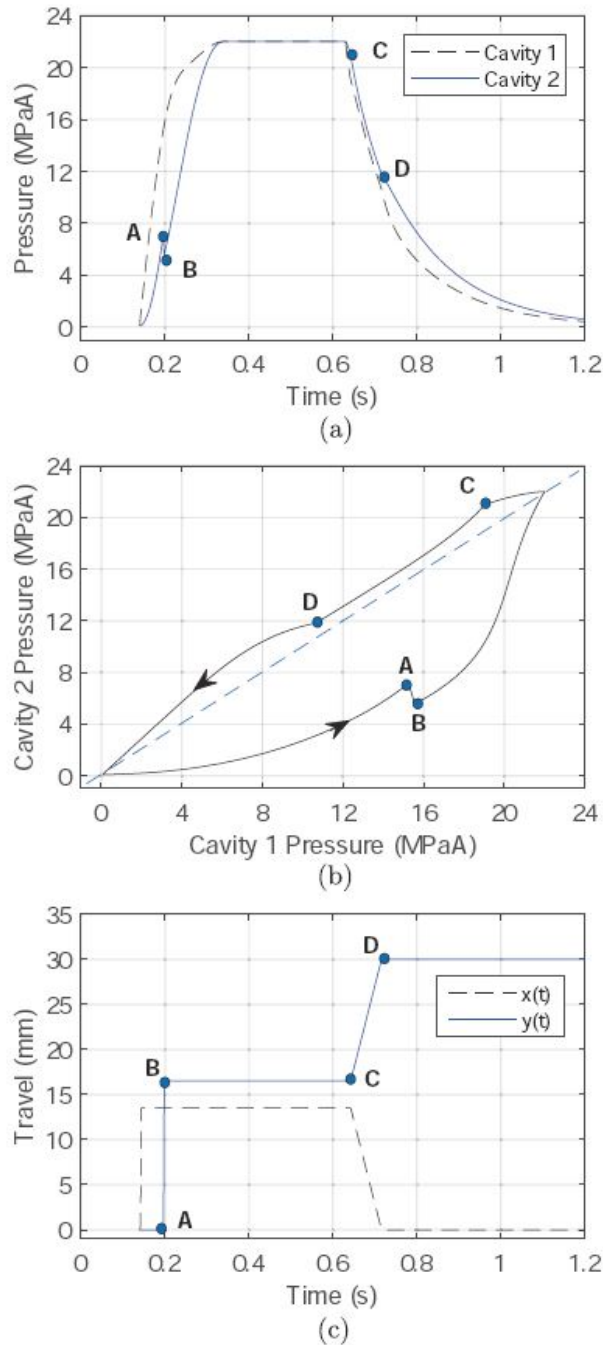 24
20
16
12
8
4
0
Pressure (MPaA)
A
B
C
D
Cavity 1
Cavity 2
0 0.2 0.4 0.6 0.8 1 1.2
Time (s)
(a)
24
20
16
12
8
4
0
Cavity 2 Pressure (MPaA)
C
D
A
B
0 4 8 12 16 20 24
Cavity 1 Pressure (MPaA)
(b)
35
30
25
20
15
10
5
0
Travel (mm)
D
B
C
A
x(t)
y(t)
0 0.2 0.4 0.6 0.8 1 1.2
Time (s)
(c)